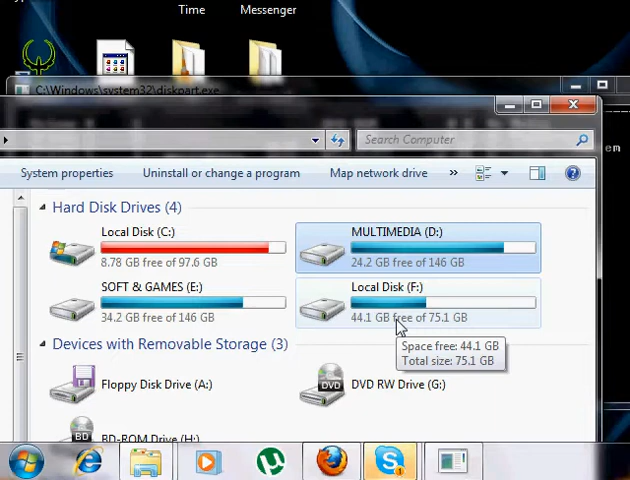 Time Messenger
C:\Windows\system32\diskpart.exe
Search Computer
System properties Uninstall or change a program Map network drive »
Hard Disk Drives (4)
Local Disk (C:) MULTIMEDIA (D:)
8.78 GB free of 97.6 GB 24.2 GB free of 146 GB
SOFT & GAMES (E:) Local Disk (F:)
34.2 GB free of 146 GB 44.1 GB free of 75.1 GB
Space free: 44.1 GB
Total size: 75.1 GB
Devices with Removable Storage (3)
Floppy Disk Drive (A:) DVD DVD RW Drive (G:)
BD BD-ROM Drive (H:)